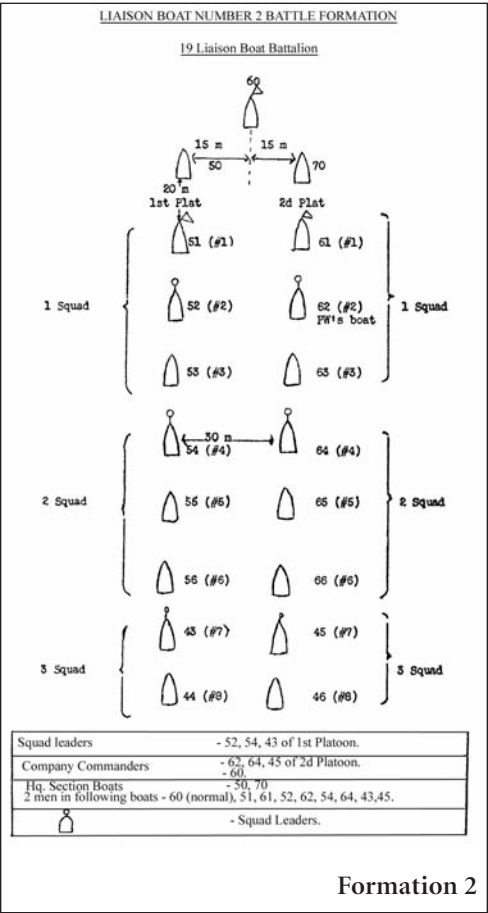 LIAISON BOAT NUMBER 2 BATTLE FORMATION
19 Liaison Boat Battalion
60
15 m 15 m
50 70
20 m
1st Plat 2d Plat
51 (#1) 61 (#1)
1 Squad 52 (#2) 62 (#2) 1 Squad
PW's boat
53 (#3) 63 (#3)
30 m
54 (#4) 64 (#4)
2 Squad 55 (#5) 65 (#5) 2 Squad
56 (#6) 66 (#6)
43 (#7) 45 (#7)
3 Squad 3 Squad
44 (#8) 46 (#8)
Squad leaders - 52, 54, 43 of 1st Platoon.
- 62, 64, 45 of 2d Platoon.
Company Commanders - 60.
Hq. Section Boats - 50, 70
2 men in following boats - 60 (normal), 51, 61, 52, 62, 54, 64, 43,45.
- Squad Leaders.
Formation 2